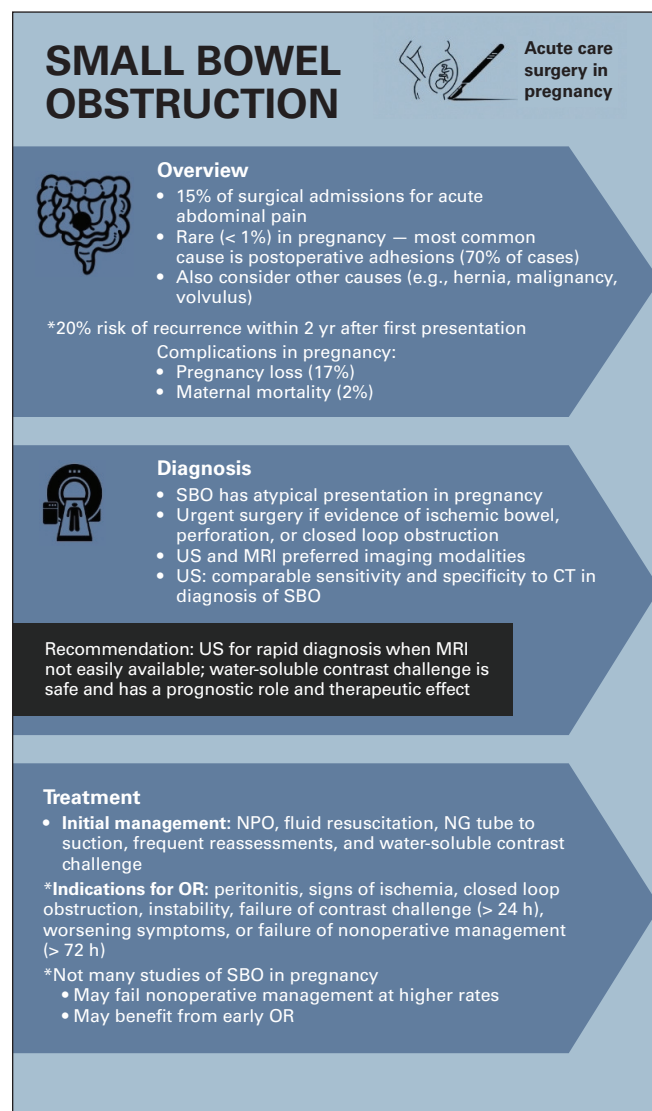 SMALL BOWEL
OBSTRUCTION
Acute care
surgery in
pregnancy
Overview
• 15% of surgical admissions for acute
abdominal pain
• Rare (< 1%) in pregnancy — most common
cause is postoperative adhesions (70% of cases)
• Also consider other causes (e.g., hernia, malignancy,
volvulus)
*20% risk of recurrence within 2 yr after first presentation
Complications in pregnancy:
• Pregnancy loss (17%)
• Maternal mortality (2%)
Diagnosis
• SBO has atypical presentation in pregnancy
• Urgent surgery if evidence of ischemic bowel,
perforation, or closed loop obstruction
• US and MRI preferred imaging modalities
• US: comparable sensitivity and specificity to CT in
diagnosis of SBO
Recommendation: US for rapid diagnosis when MRI
not easily available; water-soluble contrast challenge is
safe and has a prognostic role and therapeutic effect
Treatment
• Initial management: NPO, fluid resuscitation, NG tube to
suction, frequent reassessments, and water-soluble contrast
challenge
*Indications for OR: peritonitis, signs of ischemia, closed loop
obstruction, instability, failure of contrast challenge (> 24 h),
worsening symptoms, or failure of nonoperative management
(> 72 h)
*Not many studies of SBO in pregnancy
• May fail nonoperative management at higher rates
• May benefit from early OR